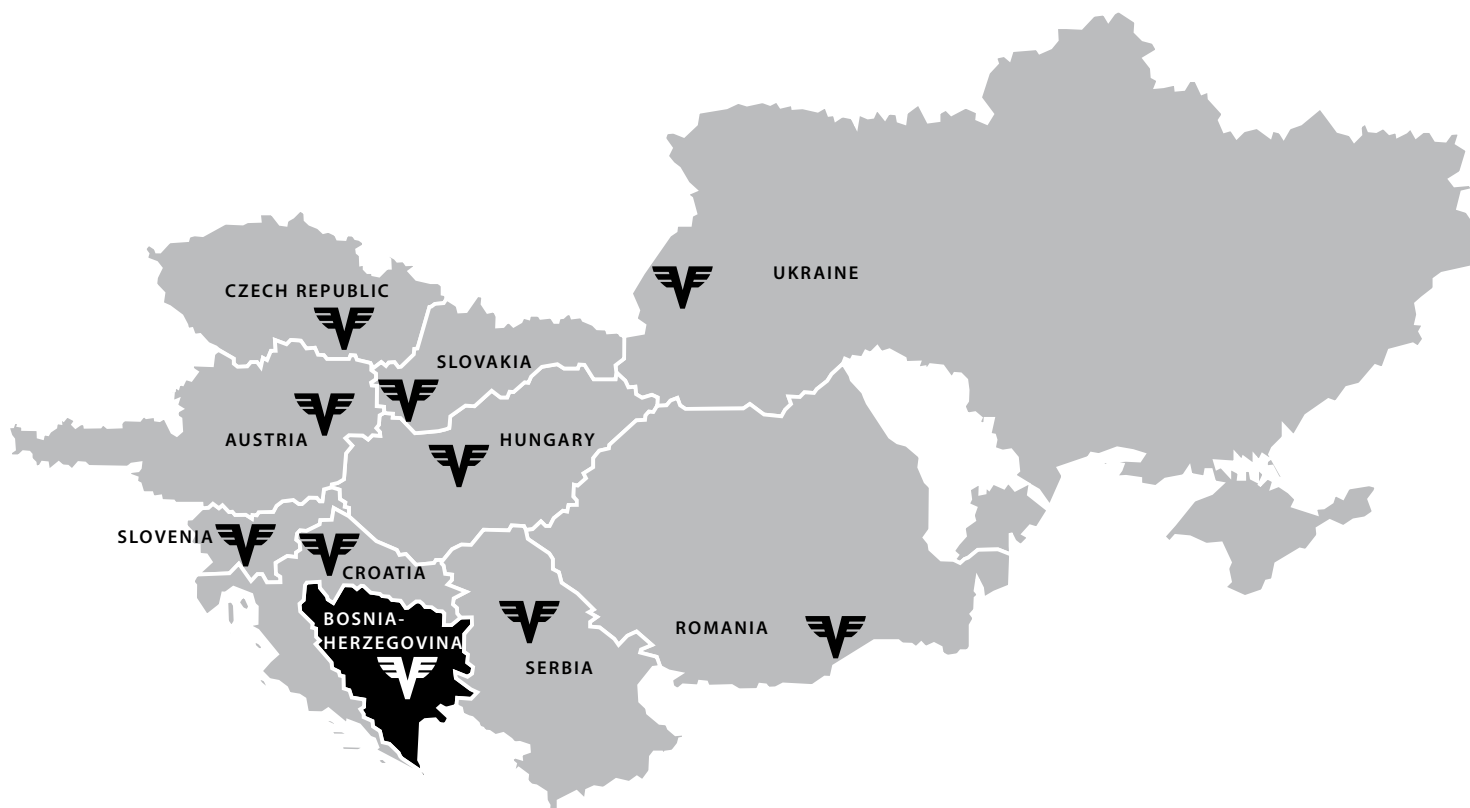 UKRAINE
CZECH REPUBLIC
SLOVAKIA
AUSTRIA
HUNGARY
SLOVENIA
CROATIA
BOSNIA-
HERZEGOVINA
ROMANIA
SERBIA